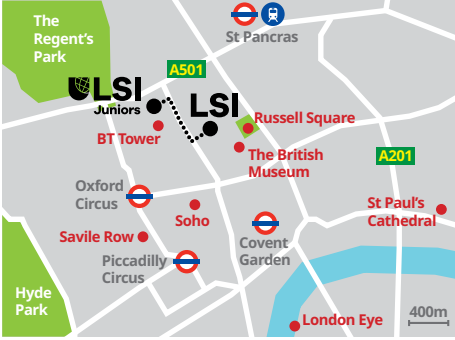 The
Regent's
Park
St Pancras
A501
LSI
Juniors
LSI
Russell Square
BT Tower
The British
Museum
A201
Oxford
Circus
St Paul's
Cathedral
Soho
Savile Row
Covent
Garden
Piccadilly
Circus
Hyde
Park
London Eye
400m